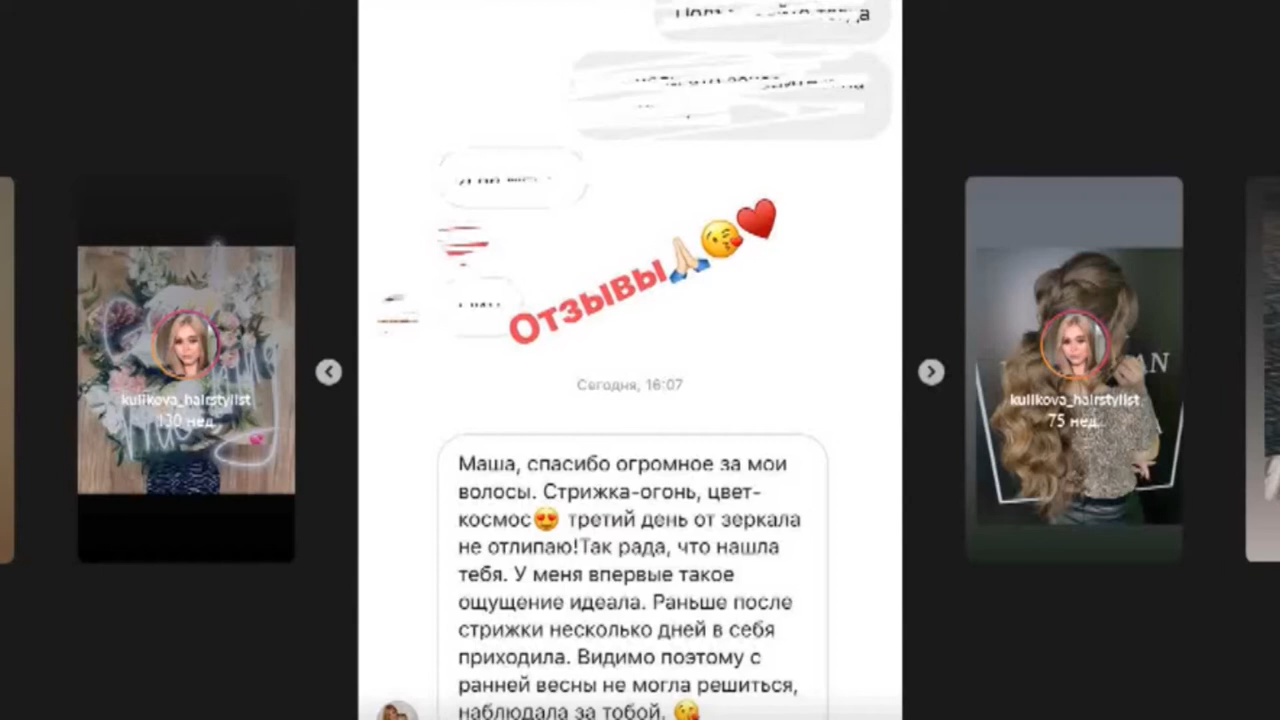 Отзывы🙏🏻😘❤️
Сегодня, 16:07
Маша, спасибо огромное за мои
волосы. Стрижка-огонь, цвет-
космос😍 третий день от зеркала
не отлипаю!Так рада, что нашла
тебя. У меня впервые такое
ощущение идеала. Раньше после
стрижки несколько дней в себя
приходила. Видимо поэтому с
ранней весны не могла решиться,
наблюдала за тобой. 😘
kulikova_hairstylist
130 нед.
kulikova_hairstylist
75 нед.